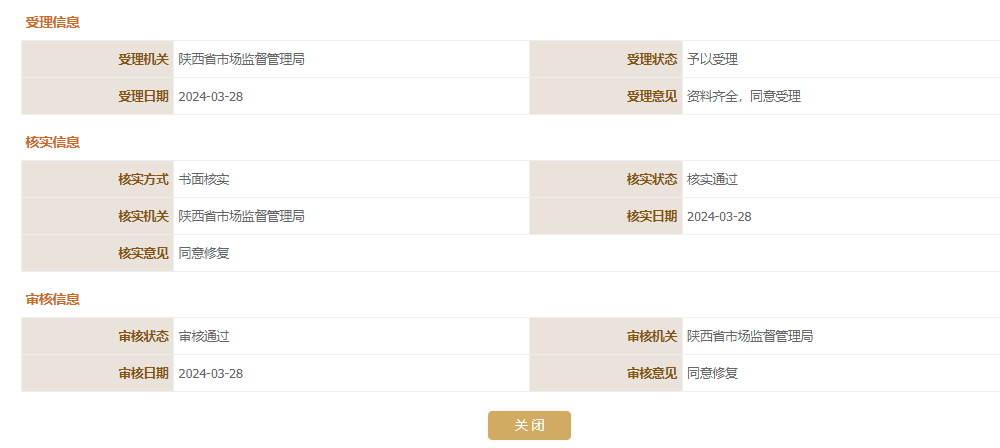 受理信息
受理机关 陕西省市场监督管理局 受理状态 予以受理
受理日期 2024-03-28 受理意见 资料齐全，同意受理
核实信息
核实方式 书面核实 核实状态 核实通过
核实机关 陕西省市场监督管理局 核实日期 2024-03-28
核实意见 同意修复
审核信息
审核状态 审核通过 审核机关 陕西省市场监督管理局
审核日期 2024-03-28 审核意见 同意修复
关 闭